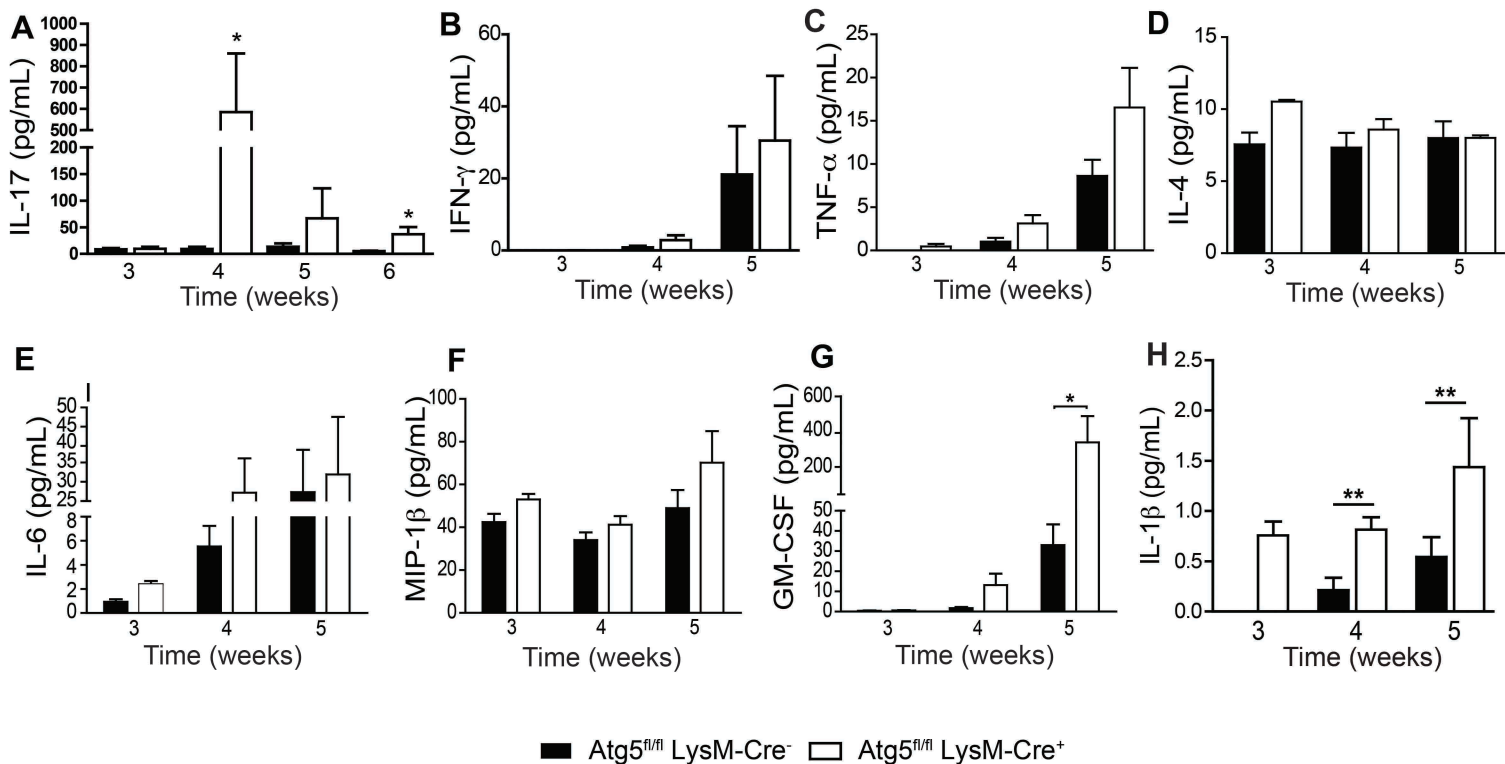 A
IL-17 (pg/mL)
1000
900
800
700
600
500
200
150
100
50
0
*
*
3 4 5 6
Time (weeks)
B
IFN-γ (pg/mL)
60
40
20
0
3 4 5
Time (weeks)
C
TNF-α (pg/mL)
25
20
15
10
5
0
3 4 5
Time (weeks)
D
IL-4 (pg/mL)
15
10
5
0
3 4 5
Time (weeks)
E
IL-6 (pg/mL)
50
45
40
35
30
25
8
6
4
2
0
3 4 5
Time (weeks)
F
MIP-1β (pg/mL)
100
80
60
40
20
0
3 4 5
Time (weeks)
G
GM-CSF (pg/mL)
600
400
200
50
40
30
20
10
0
*
3 4 5
Time (weeks)
H
IL-1β (pg/mL)
2.5
2.0
1.5
1.0
0.5
0.0
**
**
3 4 5
Time (weeks)
Atg5fl/fl LysM-Cre- Atg5fl/fl LysM-Cre+